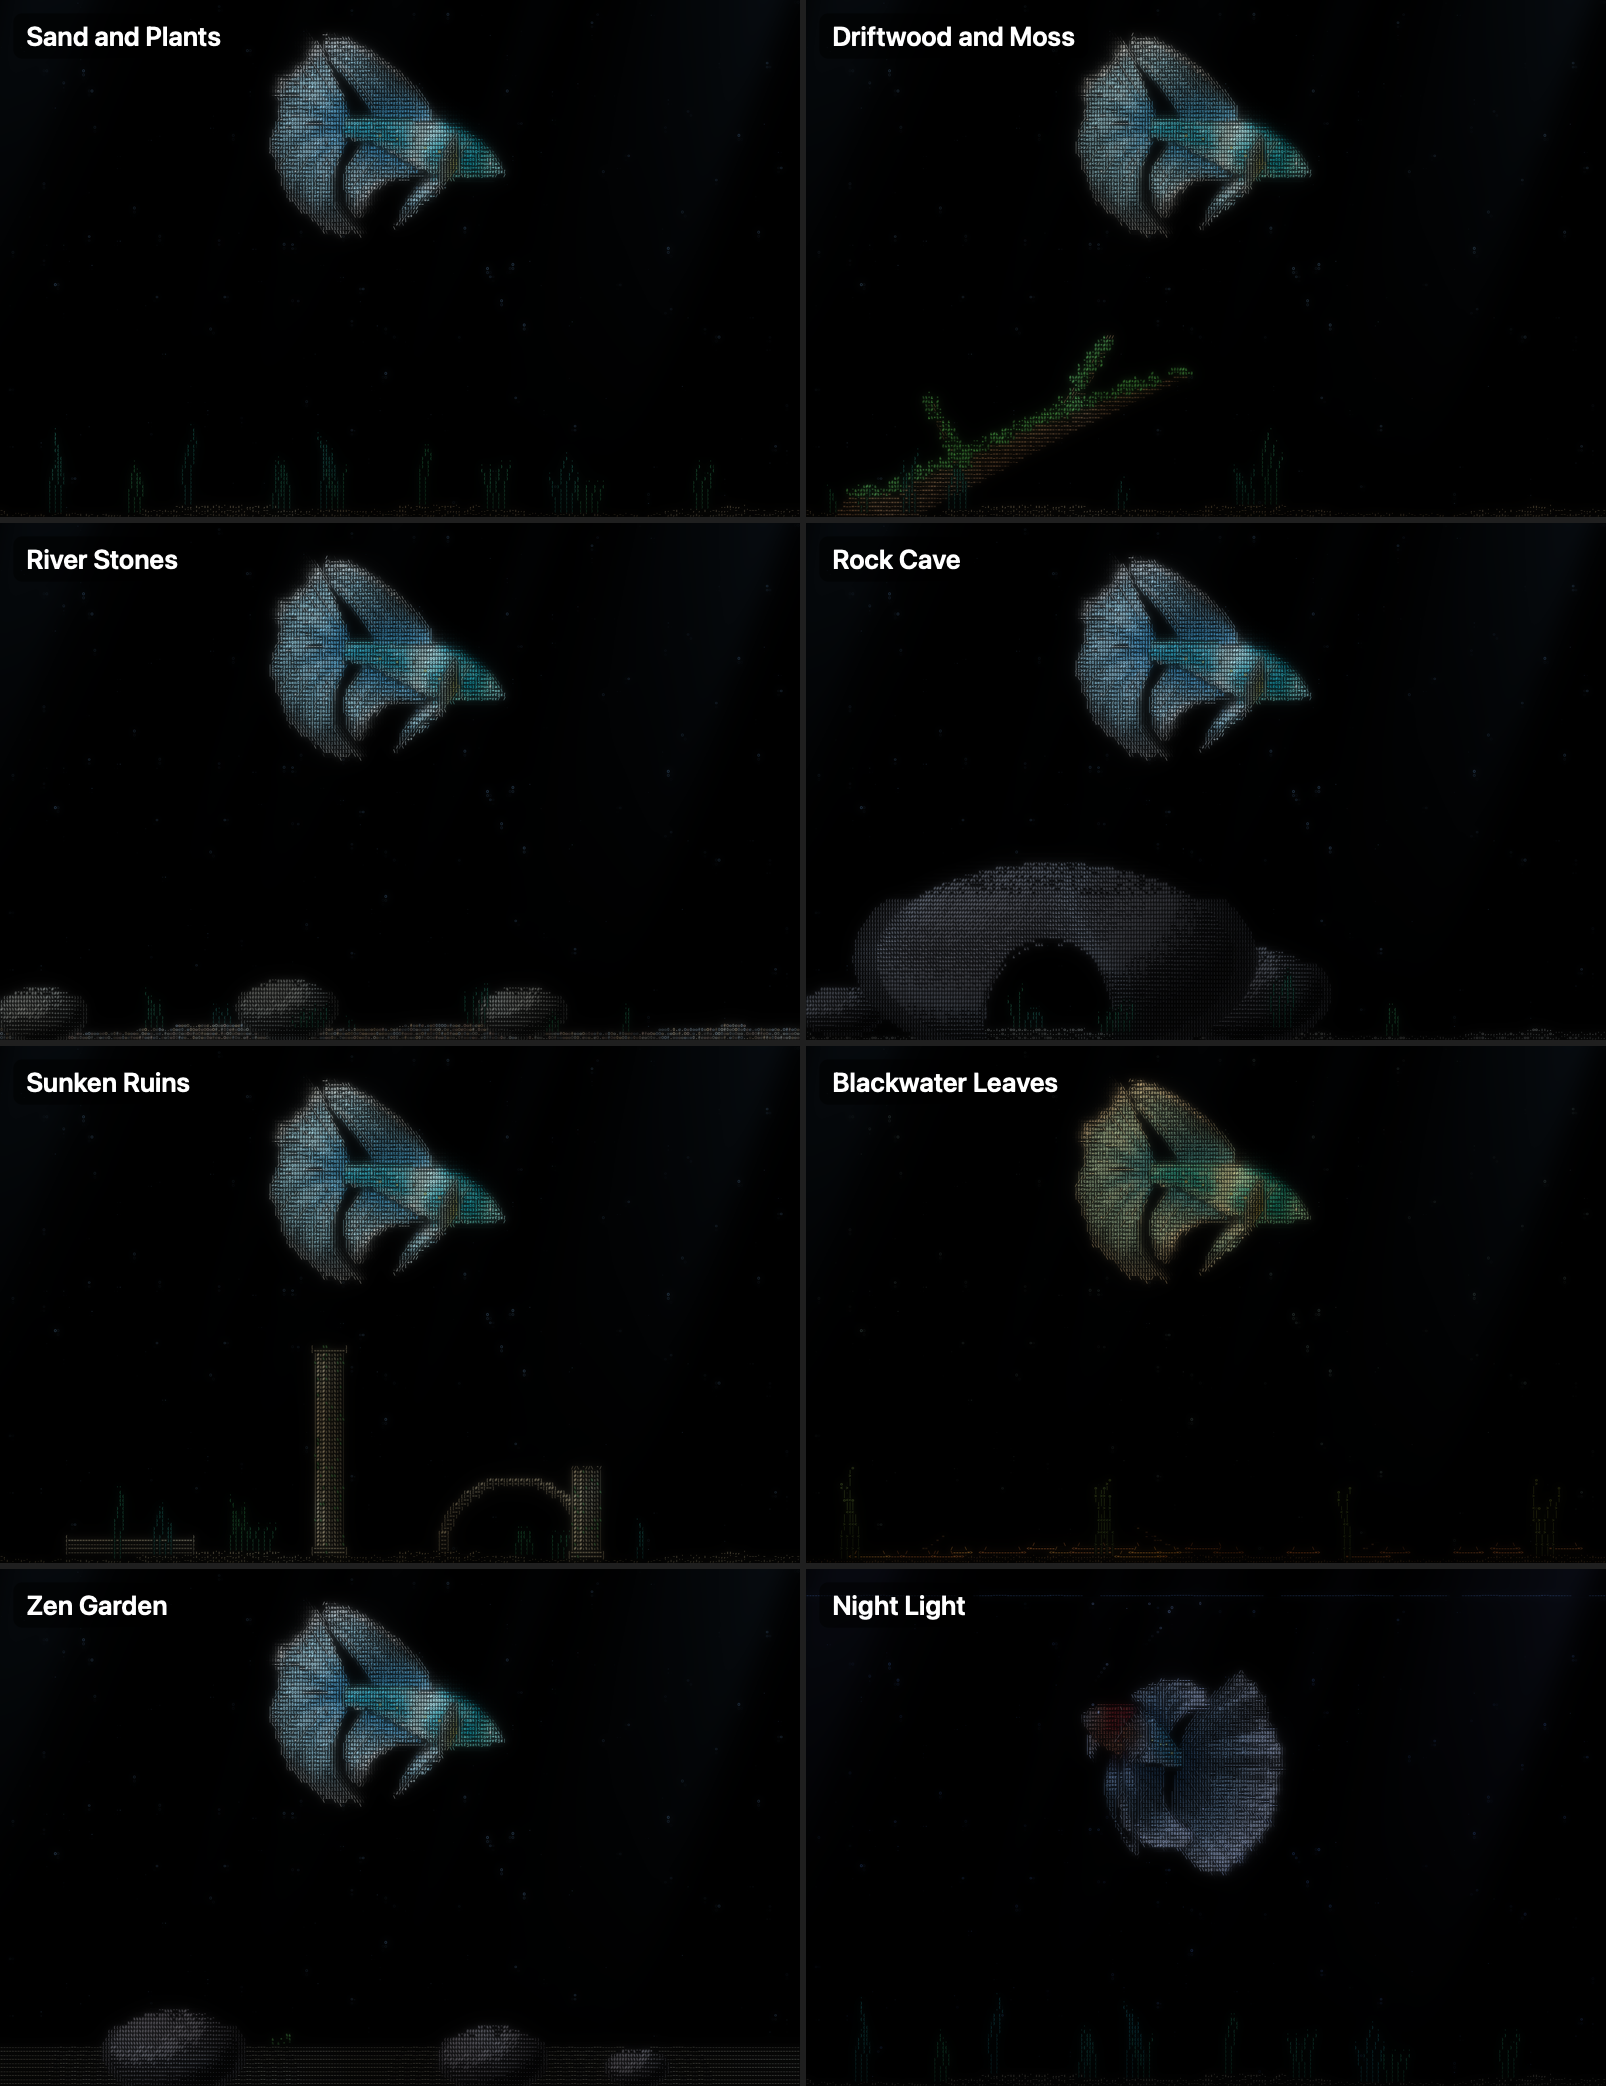 Sand and Plants
Driftwood and Moss
River Stones
Rock Cave
Sunken Ruins
Blackwater Leaves
Zen Garden
Night Light